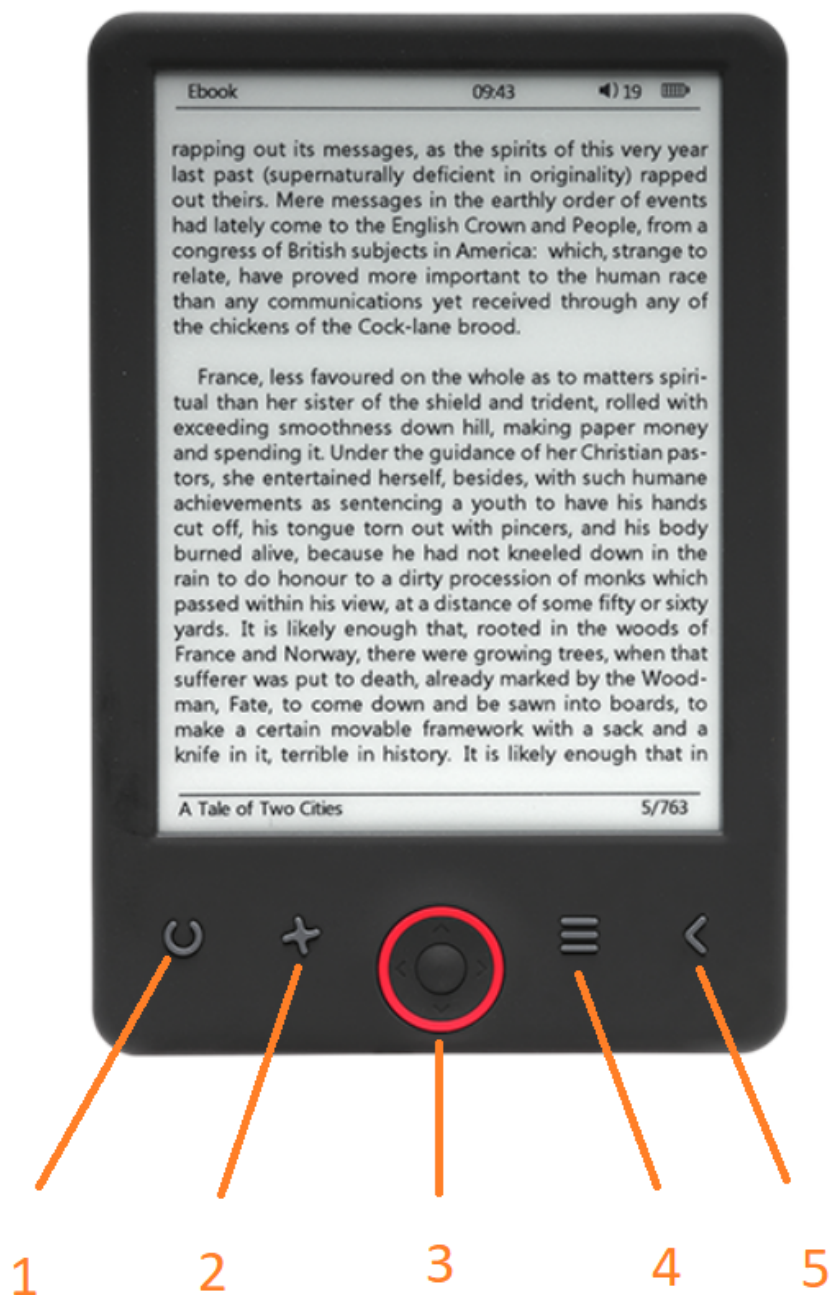 Ebook 09:43 19
rapping out its messages, as the spirits of this very year
last past (supernaturally deficient in originality) rapped
out theirs. Mere messages in the earthly order of events
had lately come to the English Crown and People, from a
congress of British subjects in America: which, strange to
relate, have proved more important to the human race
than any communications yet received through any of
the chickens of the Cock-lane brood.
France, less favoured on the whole as to matters spiri-
tual than her sister of the shield and trident, rolled with
exceeding smoothness down hill, making paper money
and spending it. Under the guidance of her Christian pas-
tors, she entertained herself, besides, with such humane
achievements as sentencing a youth to have his hands
cut off, his tongue torn out with pincers, and his body
burned alive, because he had not kneeled down in the
rain to do honour to a dirty procession of monks which
passed within his view, at a distance of some fifty or sixty
yards. It is likely enough that, rooted in the woods of
France and Norway, there were growing trees, when that
sufferer was put to death, already marked by the Wood-
man, Fate, to come down and be sawn into boards, to
make a certain movable framework with a sack and a
knife in it, terrible in history. It is likely enough that in
A Tale of Two Cities 5/763
1 2 3 4 5